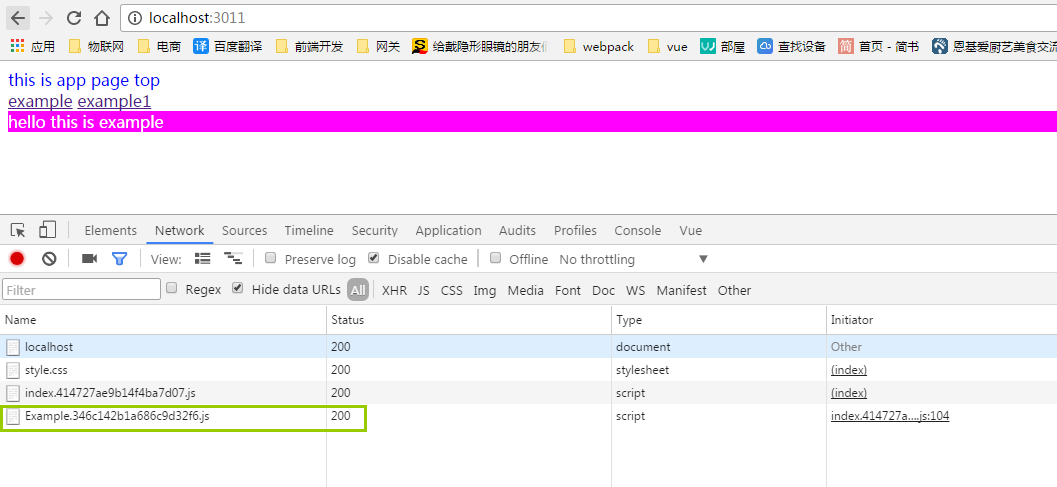 localhost:3011
应用 物联网 电商 译 百度翻译 前端开发 网关 S 给戴隐形眼镜的朋友们 webpack vue 部屋 查找设备 简 首页 - 简书 恩基爱厨艺美食交流
this is app page top
example example1
hello this is example
Elements Network Sources Timeline Security Application Audits Profiles Console Vue
View: Preserve log Disable cache Offline No throttling
Filter Regex Hide data URLs All XHR JS CSS Img Media Font Doc WS Manifest Other
Name Status Type Initiator
localhost 200 document Other
style.css 200 stylesheet (index)
index.414727ae9b14f4ba7d07.js 200 script (index)
Example.346c142b1a686c9d32f6.js 200 script index.414727a....js:104